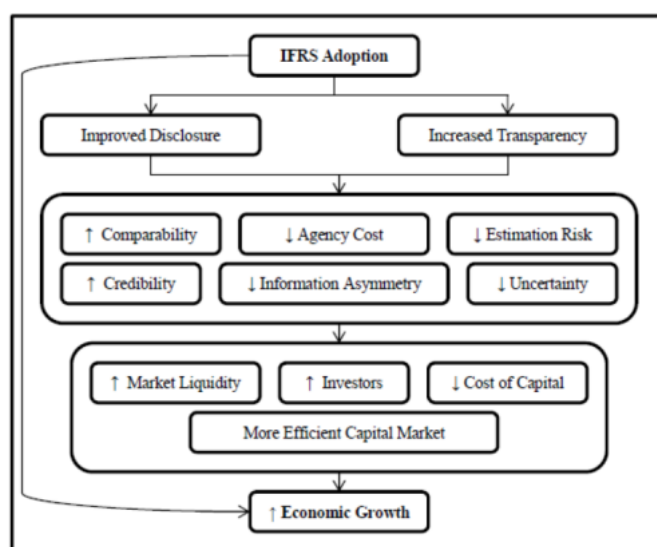 IFRS Adoption
Improved Disclosure
Increased Transparency
↑ Comparability
↓ Agency Cost
↓ Estimation Risk
↑ Credibility
↓ Information Asymmetry
↓ Uncertainty
↑ Market Liquidity
↑ Investors
↓ Cost of Capital
More Efficient Capital Market
↑ Economic Growth